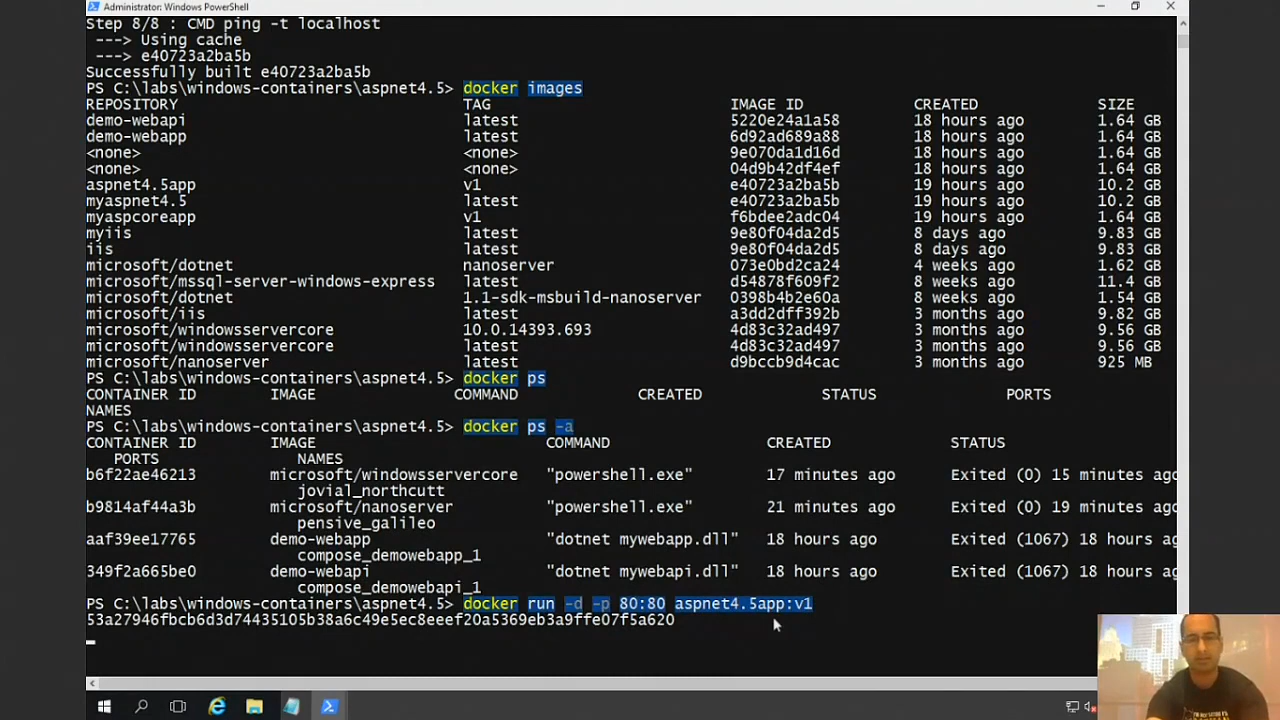 Administrator: Windows PowerShell
Step 8/8 : CMD ping -t localhost
---> Using cache
---> e40723a2ba5b
Successfully built e40723a2ba5b
PS C:\labs\windows-containers\aspnet4.5> docker images
REPOSITORY TAG IMAGE ID CREATED SIZE
demo-webapi latest 5220e24a1a58 18 hours ago 1.64 GB
demo-webapp latest 6d92ad689a88 18 hours ago 1.64 GB
<none> <none> 9e070da1d16d 18 hours ago 1.64 GB
<none> <none> 04d9b42df4ef 18 hours ago 1.64 GB
aspnet4.5app v1 e40723a2ba5b 19 hours ago 10.2 GB
myaspnet4.5 latest e40723a2ba5b 19 hours ago 10.2 GB
myaspcoreapp v1 f6bdee2adc04 19 hours ago 1.64 GB
myiis latest 9e80f04da2d5 8 days ago 9.83 GB
iis latest 9e80f04da2d5 8 days ago 9.83 GB
microsoft/dotnet nanoserver 073e0bd2ca24 4 weeks ago 1.62 GB
microsoft/mssql-server-windows-express latest d54878f609f2 8 weeks ago 11.4 GB
microsoft/dotnet 1.1-sdk-msbuild-nanoserver 0398b4b2e60a 8 weeks ago 1.54 GB
microsoft/iis latest a3dd2dff392b 3 months ago 9.82 GB
microsoft/windowsservercore 10.0.14393.693 4d83c32ad497 3 months ago 9.56 GB
microsoft/windowsservercore latest 4d83c32ad497 3 months ago 9.56 GB
microsoft/nanoserver latest d9bccb9d4cac 3 months ago 925 MB
PS C:\labs\windows-containers\aspnet4.5> docker ps
CONTAINER ID IMAGE COMMAND CREATED STATUS PORTS
NAMES
PS C:\labs\windows-containers\aspnet4.5> docker ps -a
CONTAINER ID IMAGE COMMAND CREATED STATUS
PORTS NAMES
b6f22ae46213 microsoft/windowsservercore "powershell.exe" 17 minutes ago Exited (0) 15 minutes ago
jovial_northcutt
b9814af44a3b microsoft/nanoserver "powershell.exe" 21 minutes ago Exited (0) 19 minutes ago
pensive_galileo
aaf39ee17765 demo-webapp "dotnet mywebapp.dll" 18 hours ago Exited (1067) 18 hours ago
compose_demowebapp_1
349f2a665be0 demo-webapi "dotnet mywebapi.dll" 18 hours ago Exited (1067) 18 hours ago
compose_demowebapi_1
PS C:\labs\windows-containers\aspnet4.5> docker run -d -p 80:80 aspnet4.5app:v1
53a27946fbcb6d3d74435105b38a6c49e5ec8eeef20a5369eb3a9ffe07f5a620